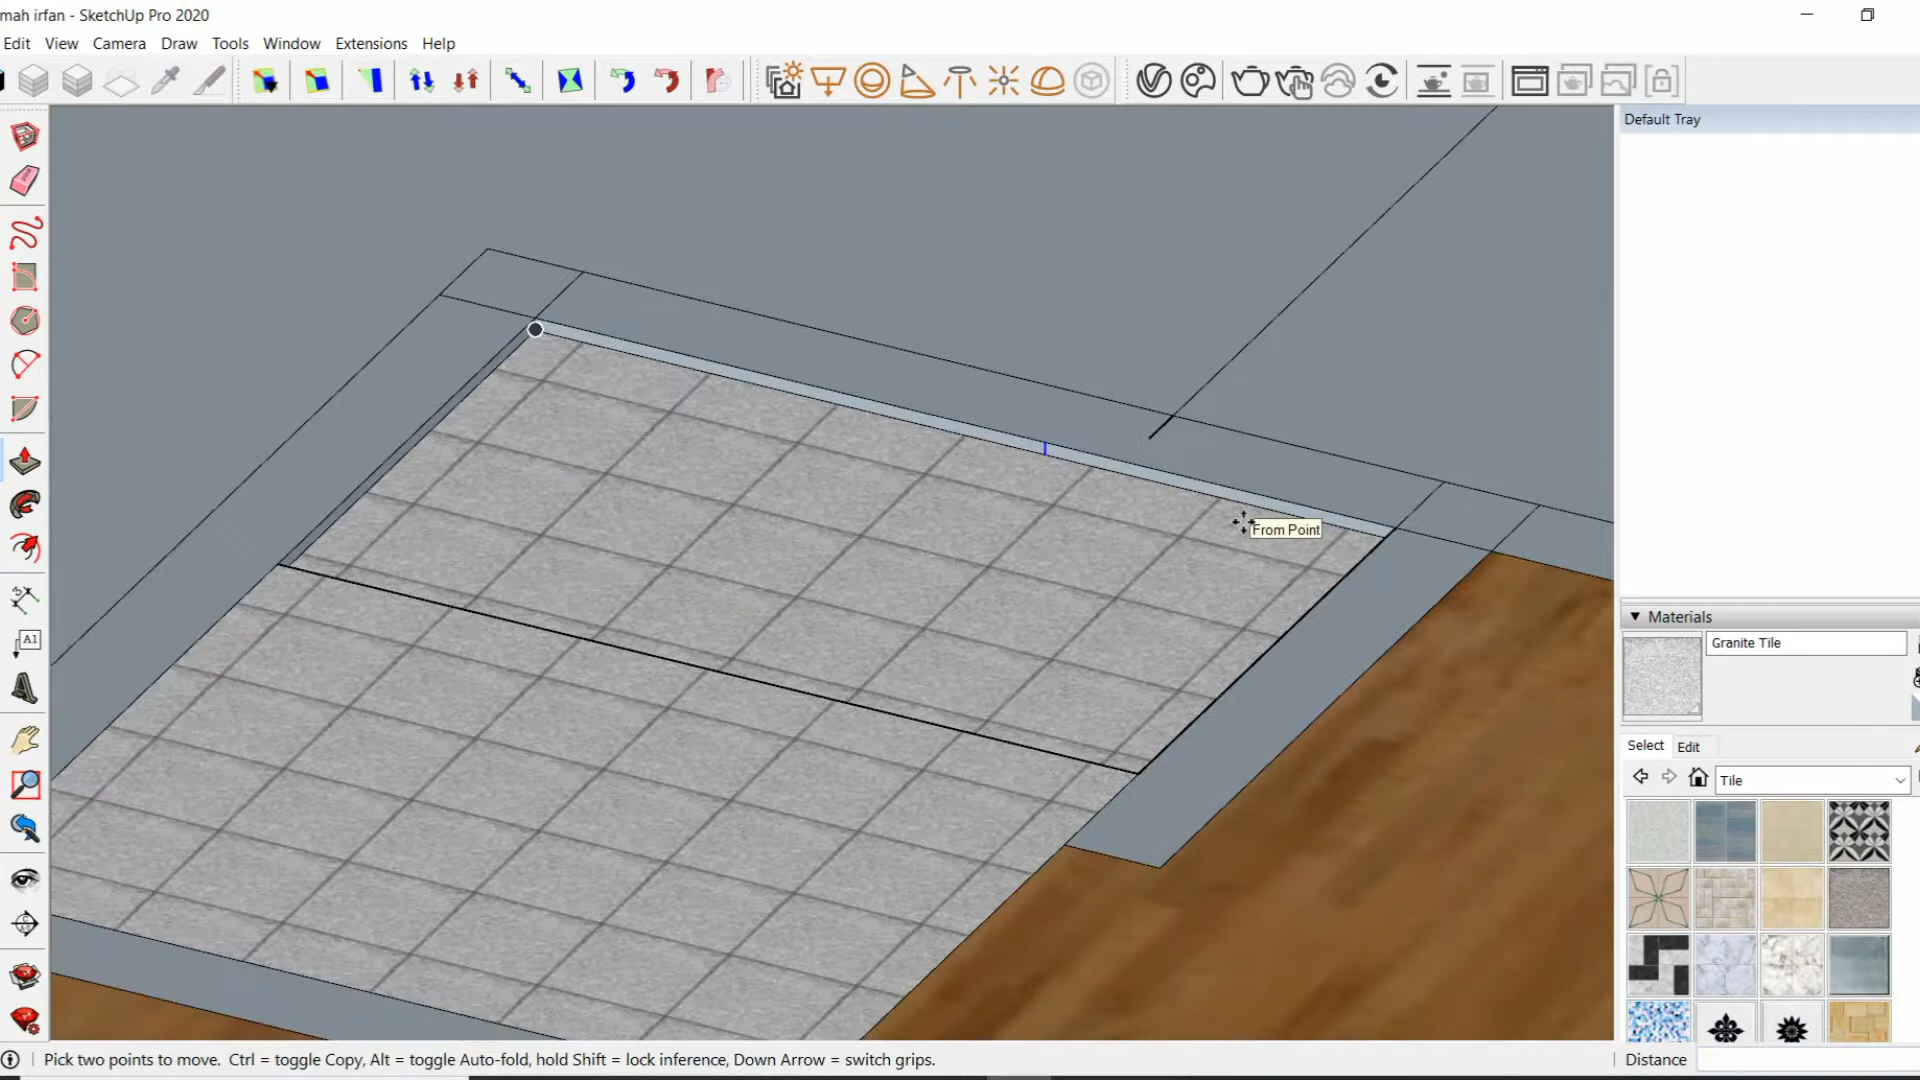 mah irfan - SketchUp Pro 2020
Edit View Camera Draw Tools Window Extensions Help
Default Tray
From Point
A1
Materials
Granite Tile
Select Edit
Tile
Pick two points to move. Ctrl = toggle Copy, Alt = toggle Auto-fold, hold Shift = lock inference, Down Arrow = switch grips.
Distance